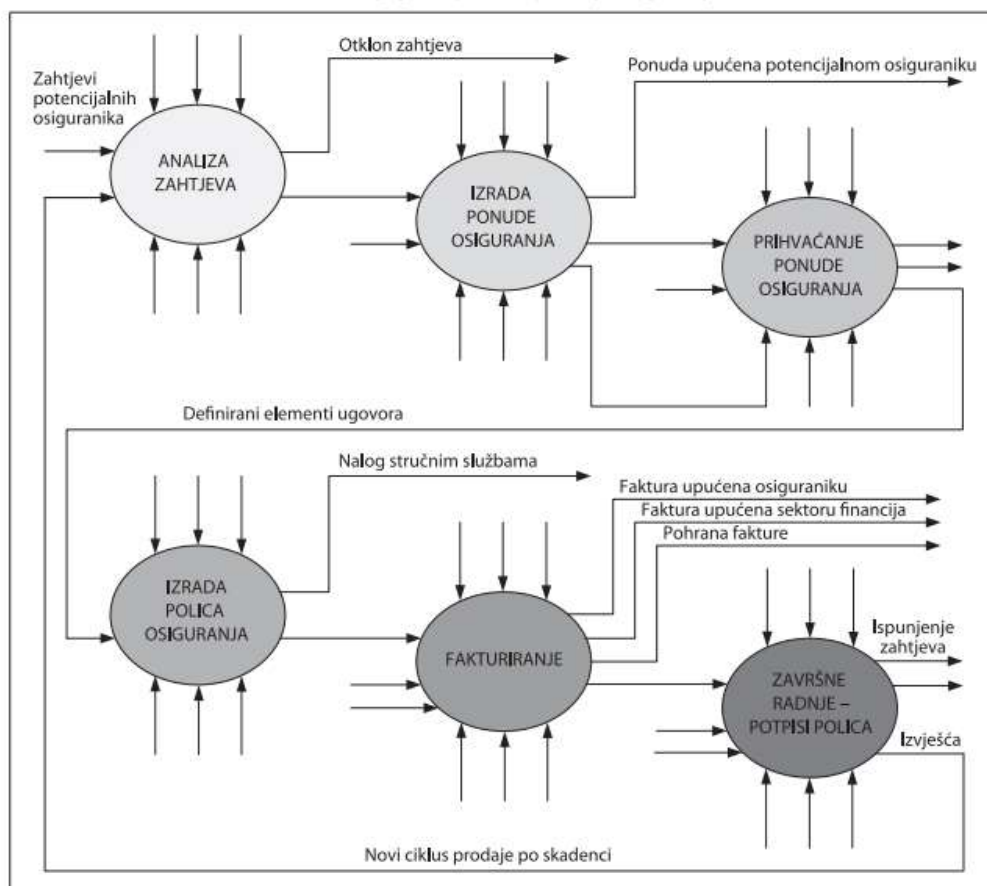 Otklon zahtjeva
Ponuda upućena potencijalnom osiguraniku
Zahtjevi
potencijalnih
osiguranika
ANALIZA
ZAHTJEVA
IZRADA
PONUDE
OSIGURANJA
PRIHVAĆANJE
PONUDE
OSIGURANJA
Definirani elementi ugovora
Nalog stručnim službama
Faktura upućena osiguraniku
Faktura upućena sektoru financija
Pohrana fakture
IZRADA
POLICA
OSIGURANJA
FAKTURIRANJE
ZAVRŠNE
RADNJE –
POTPISI POLICA
Ispunjenje
zahtjeva
Izvješća
Novi ciklus prodaje po skadenci